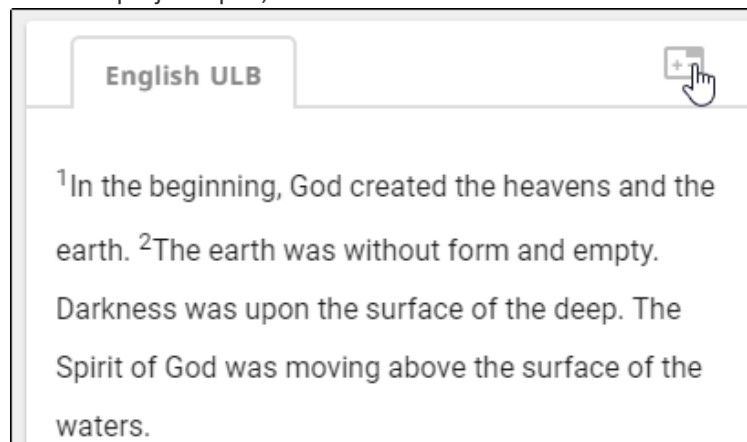 English ULB
1In the beginning, God created the heavens and the
earth. 2The earth was without form and empty.
Darkness was upon the surface of the deep. The
Spirit of God was moving above the surface of the
waters.